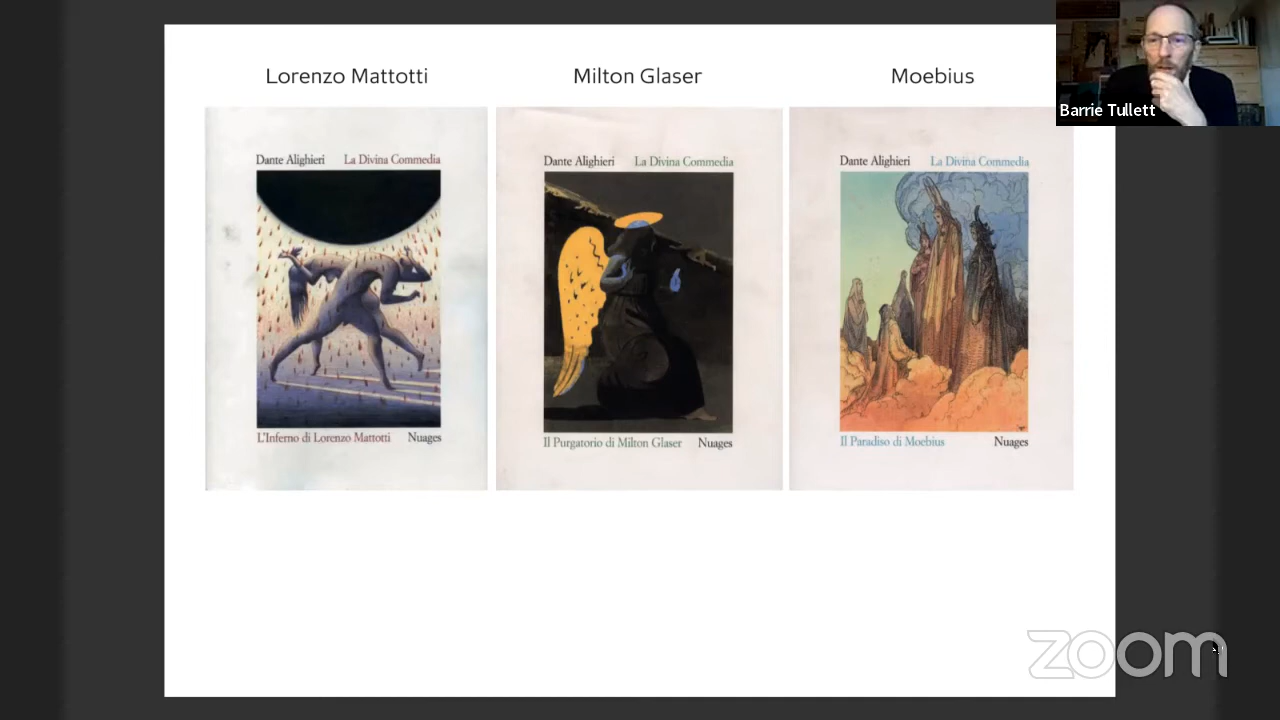 Lorenzo Mattotti
Milton Glaser
Moebius
Barrie Tullett
Dante Alighieri La Divina Commedia
L'Inferno di Lorenzo Mattotti Nuages
Dante Alighieri La Divina Commedia
Il Purgatorio di Milton Glaser Nuages
Dante Alighieri La Divina Commedia
Il Paradiso di Moebius Nuages
zoom